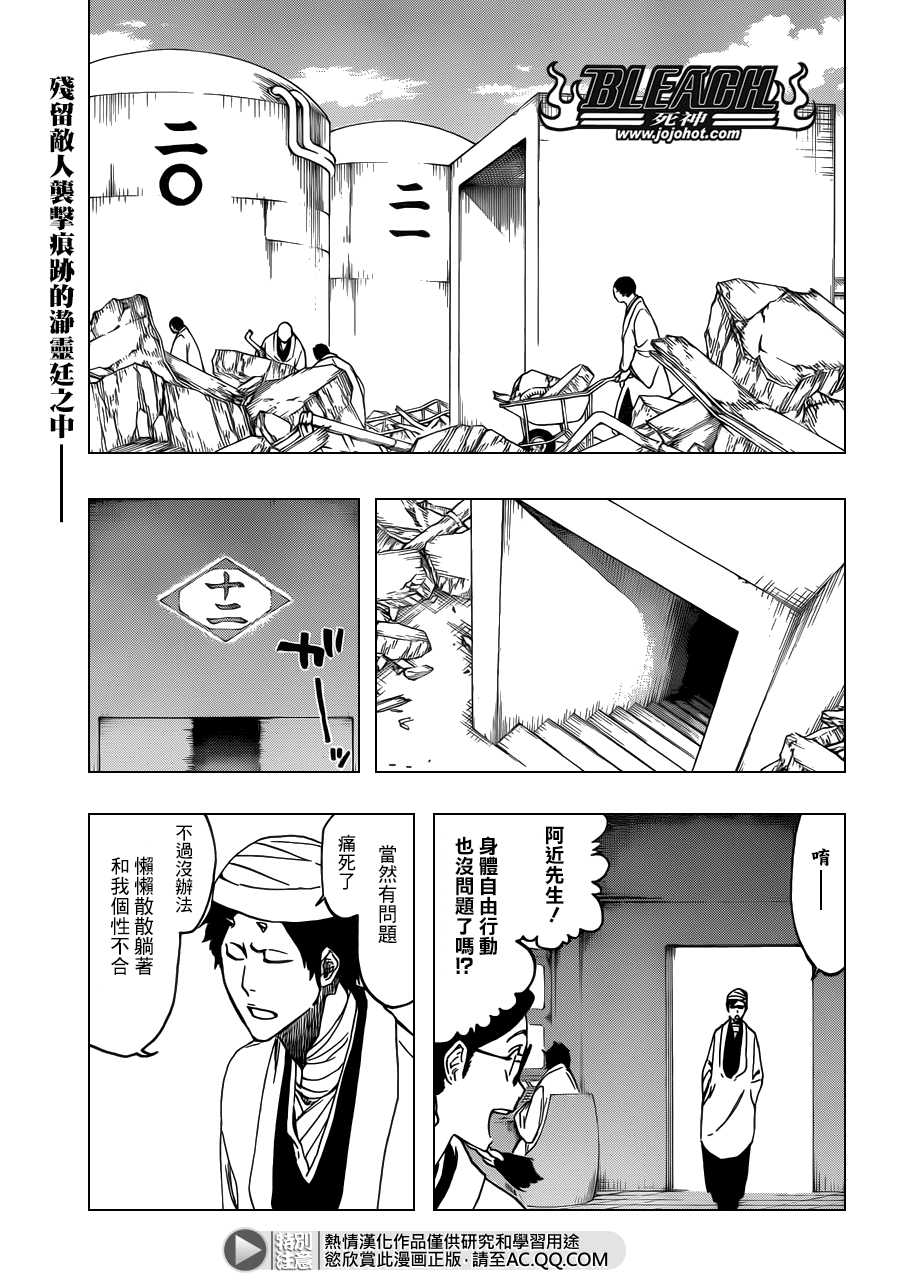 殘留敵人襲擊痕跡的瀞靈廷之中——
BLEACH
死神
www.jojohot.com
二〇
二一
十二
ガーッ
唷——
阿近先生!
身體自由行動
也沒問題了嗎!?
當然有問題
痛死了
不過沒辦法
懶懶散散躺著
和我個性不合
特別
注意
熱情漢化作品僅供研究和學習用途
慾欣賞此漫画正版,請至AC.QQ.COM